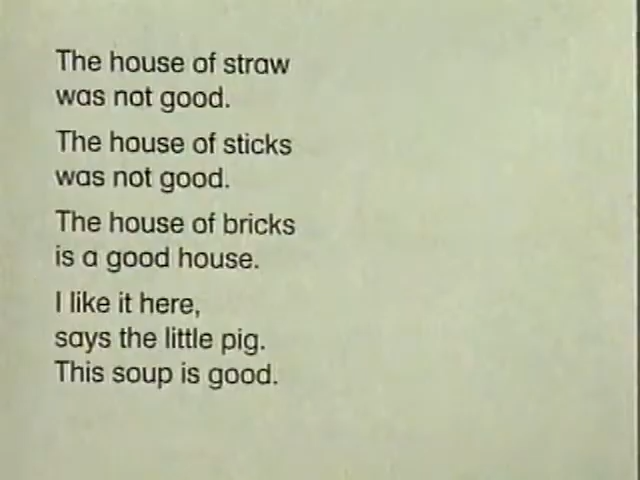 The house of straw
was not good.
The house of sticks
was not good.
The house of bricks
is a good house.
I like it here,
says the little pig.
This soup is good.